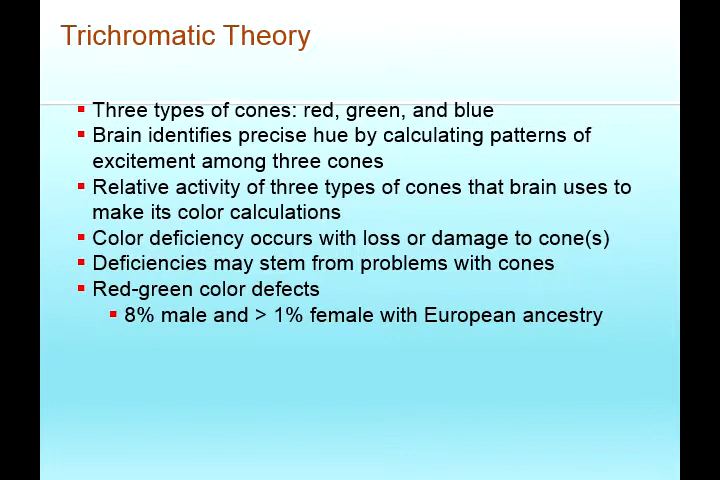 Trichromatic Theory
▪ Three types of cones: red, green, and blue
▪ Brain identifies precise hue by calculating patterns of
excitement among three cones
▪ Relative activity of three types of cones that brain uses to
make its color calculations
▪ Color deficiency occurs with loss or damage to cone(s)
▪ Deficiencies may stem from problems with cones
▪ Red-green color defects
▪ 8% male and > 1% female with European ancestry